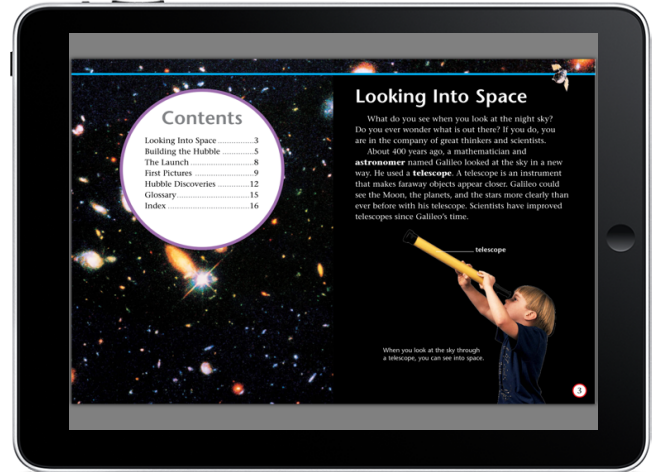 Contents
Looking Into Space ..............3
Building the Hubble ............5
The Launch ........................8
First Pictures ......................9
Hubble Discoveries ............12
Glossary............................15
Index ................................16
Looking Into Space
What do you see when you look at the night sky?
Do you ever wonder what is out there? If you do, you
are in the company of great thinkers and scientists.
About 400 years ago, a mathematician and
astronomer named Galileo looked at the sky in a new
way. He used a telescope. A telescope is an instrument
that makes faraway objects appear closer. Galileo could
see the Moon, the planets, and the stars more clearly than
ever before with his telescope. Scientists have improved
telescopes since Galileo's time.
telescope
When you look at the sky through
a telescope, you can see into space.
3